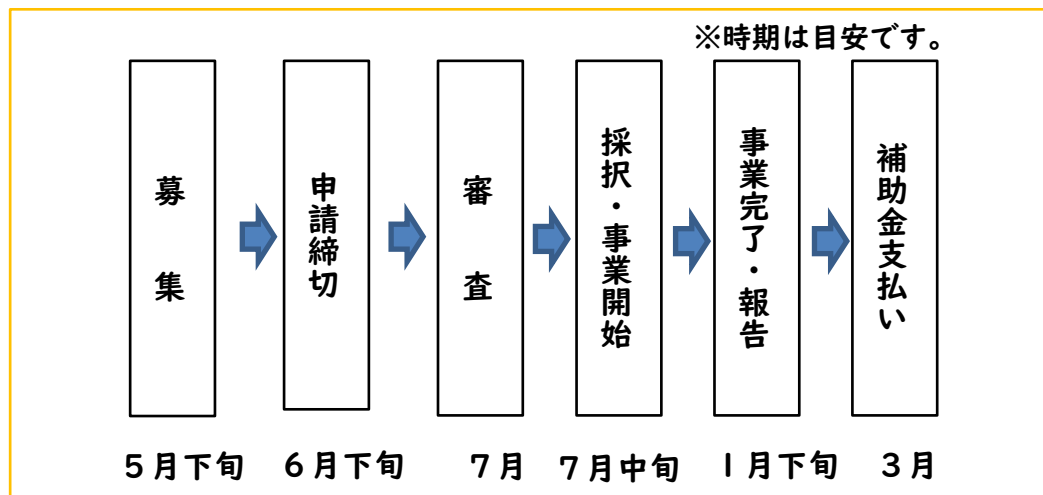 ※時期は目安です。
募集
申請締切
審査
採択・事業開始
事業完了・報告
補助金支払い
５月下旬
６月下旬
７月
７月中旬
１月下旬
３月